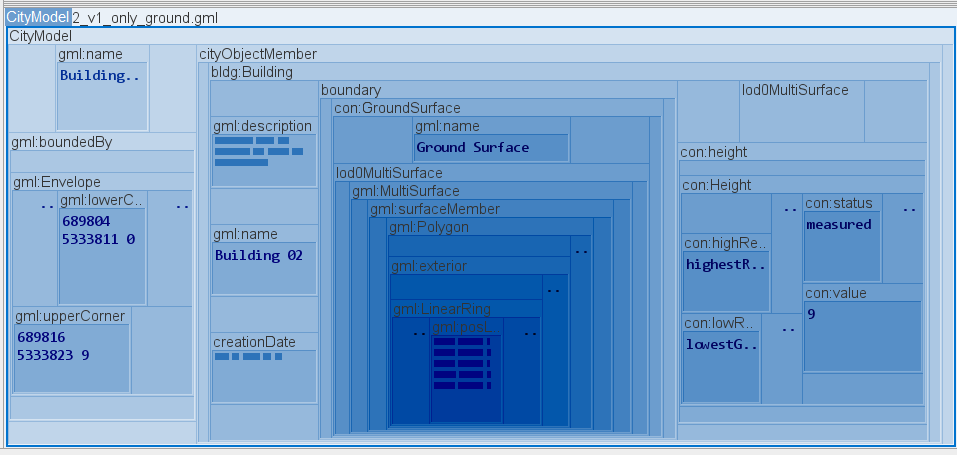 CityModel 2_v1_only_ground.gml
CityModel
gml:name
Building..
gml:boundedBy
gml:Envelope
..
gml:lowerC..
689804
5333811 0
..
gml:upperCorner
689816
5333823 9
cityObjectMember
bldg:Building
gml:description
gml:name
Building 02
creationDate
boundary
con:GroundSurface
gml:name
Ground Surface
lod0MultiSurface
gml:MultiSurface
gml:surfaceMember
gml:Polygon
..
gml:exterior
..
gml:LinearRing
..
gml:posL..
..
lod0MultiSurface
con:height
con:Height
..
con:highRe..
highestR..
con:lowR..
lowestG..
..
con:status
measured
..
con:value
9